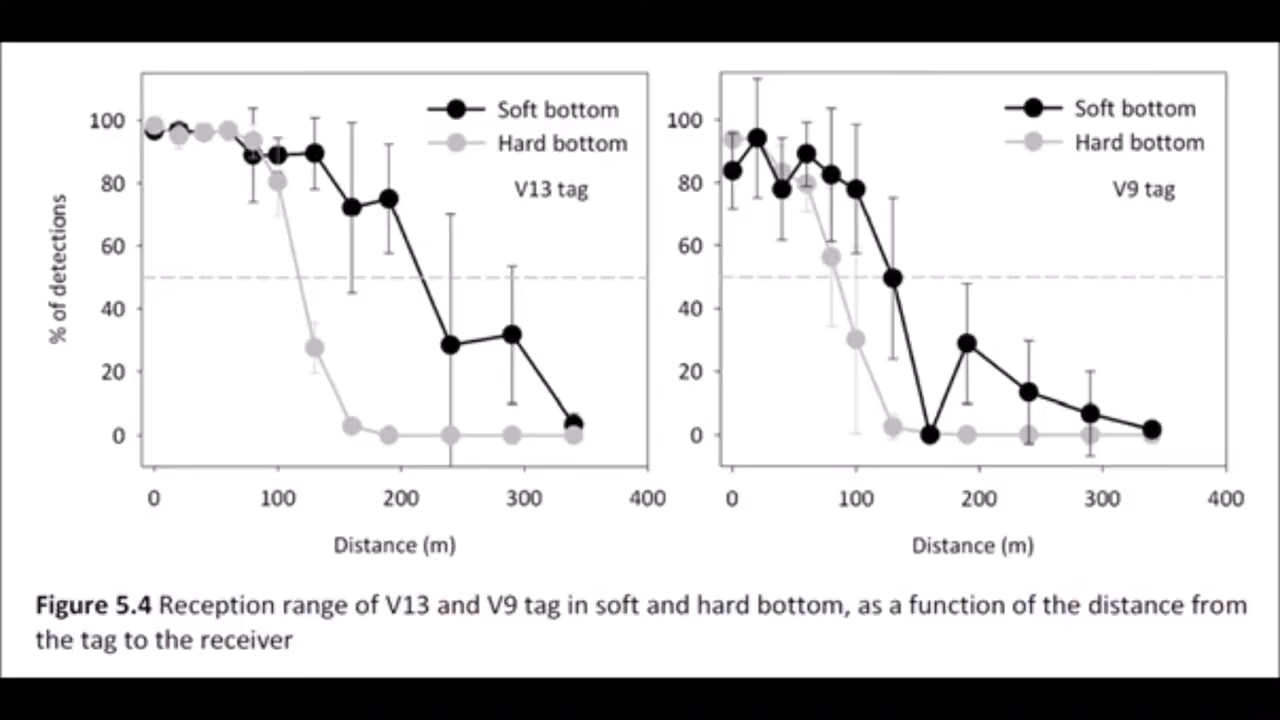 Soft bottom
Hard bottom
V13 tag
% of detections
100
80
60
40
20
0
0 100 200 300 400
Distance (m)
Soft bottom
Hard bottom
V9 tag
100
80
60
40
20
0
0 100 200 300 400
Distance (m)
Figure 5.4 Reception range of V13 and V9 tag in soft and hard bottom, as a function of the distance from
the tag to the receiver